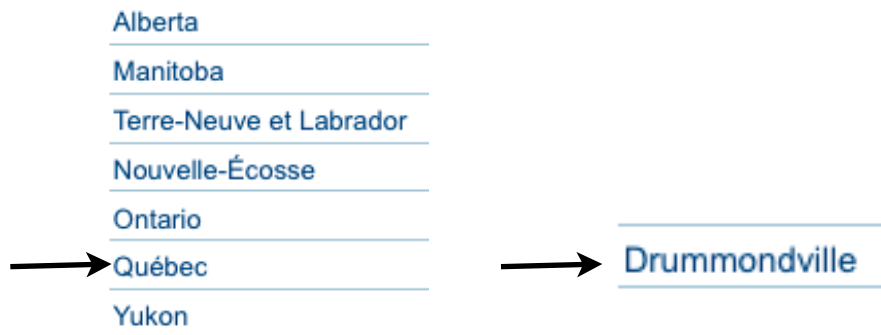 Alberta
Manitoba
Terre-Neuve et Labrador
Nouvelle-Écosse
Ontario
Québec
Yukon
Drummondville